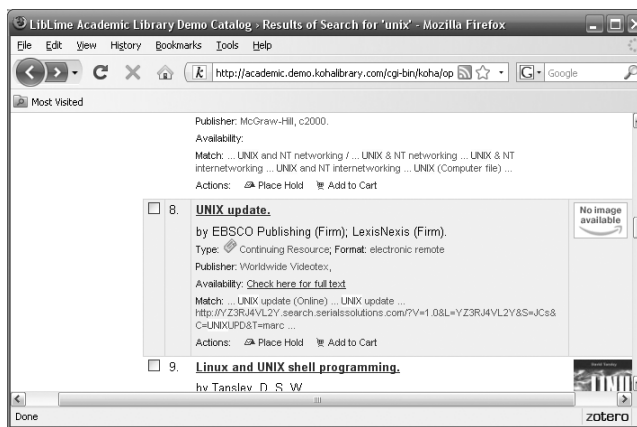 LibLime Academic Library Demo Catalog › Results of Search for 'unix' - Mozilla Firefox
File Edit View History Bookmarks Tools Help
http://academic.demo.kohalibrary.com/cgi-bin/koha/op G Google
Most Visited
Publisher: McGraw-Hill, c2000.
Availability:
Match: ... UNIX and NT networking / ... UNIX & NT networking ... UNIX & NT
internetworking ... UNIX and NT internetworking ... UNIX (Computer file) ...
Actions: Place Hold Add to Cart
8. UNIX update. No image available
by EBSCO Publishing (Firm); LexisNexis (Firm).
Type: Continuing Resource; Format: electronic remote
Publisher: Worldwide Videotex,
Availability: Check here for full text
Match: ... UNIX update (Online) ... UNIX update ...
http://YZ3RJ4VL2Y.search.serialssolutions.com/?V=1.0&L=YZ3RJ4VL2Y&S=JCs&
C=UNIXUPD&T=marc ...
Actions: Place Hold Add to Cart
9. Linux and UNIX shell programming.
by Tansley, D. S. W.
Done zotero